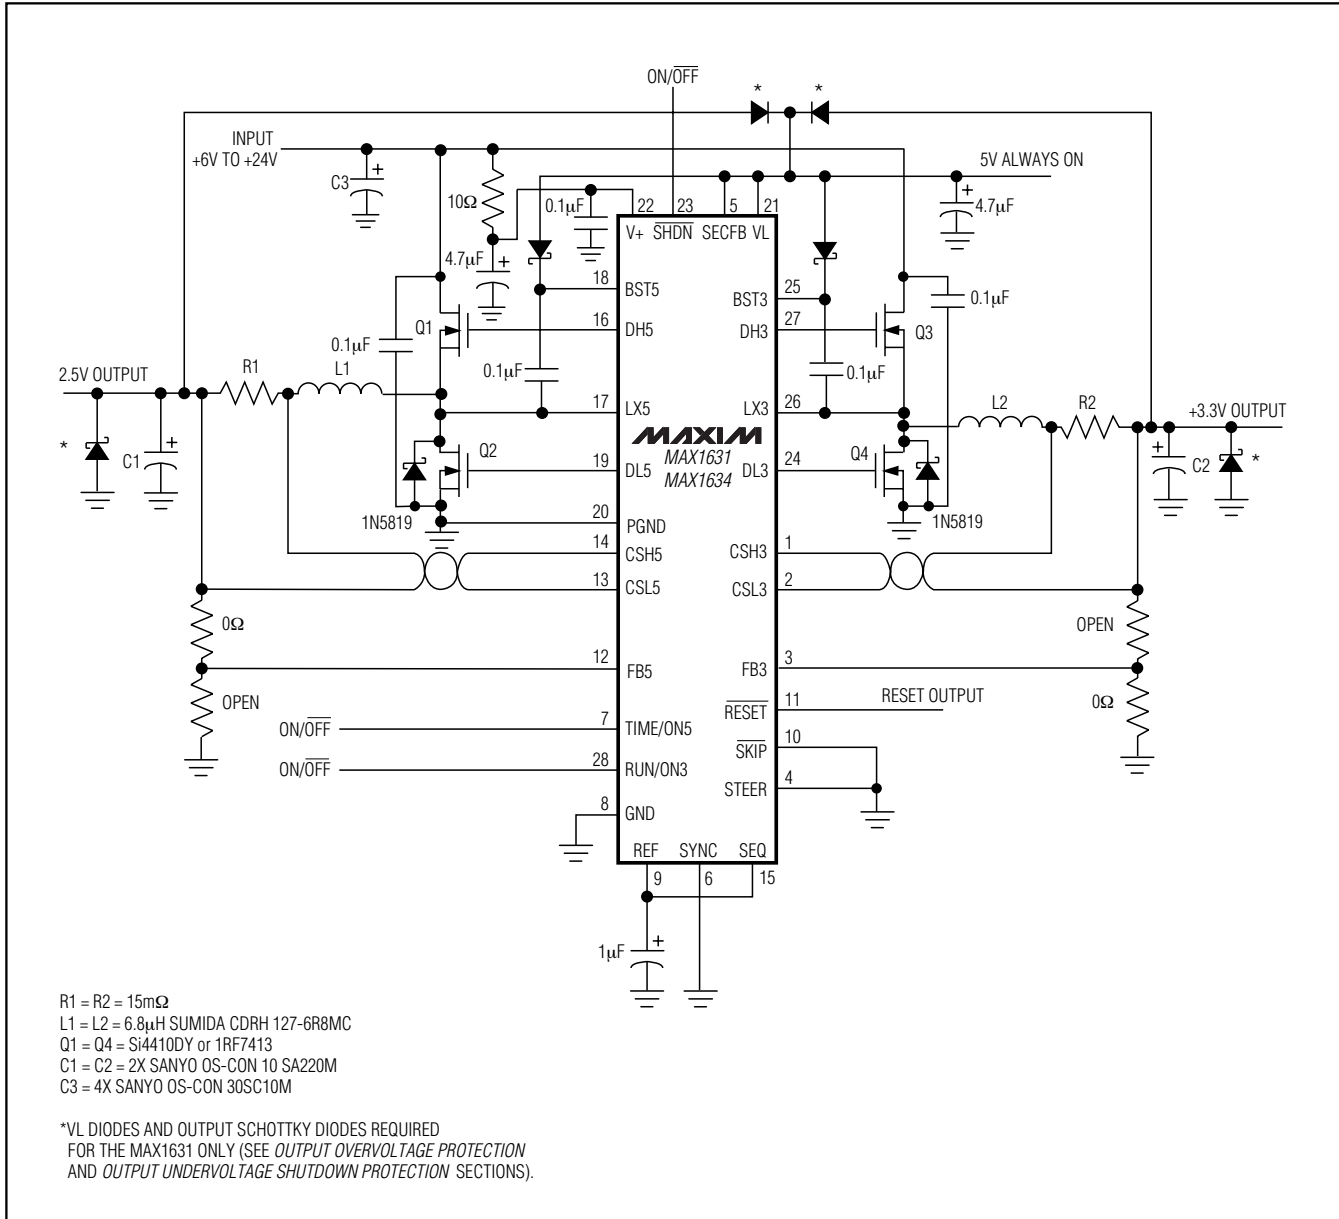 ON/OFF
* *
INPUT
+6V TO +24V
5V ALWAYS ON
C3 +
10Ω
0.1μF
+
4.7μF
22 23 5 21
V+ SHDN SECFB VL
4.7μF +
18 BST5
BST3 25
0.1μF
16 DH5
DH3 27
Q1
Q3
0.1μF
2.5V OUTPUT
R1
L1
0.1μF
0.1μF
17 LX5
LX3 26
L2
R2
+3.3V OUTPUT
MAXIM
MAX1631
MAX1634
*
C1 +
Q2
19 DL5
DL3 24
Q4
+
C2
*
1N5819
1N5819
20 PGND
14 CSH5
CSH3 1
13 CSL5
CSL3 2
0Ω
OPEN
12 FB5
FB3 3
OPEN
0Ω
RESET 11
RESET OUTPUT
ON/OFF
7 TIME/ON5
SKIP 10
ON/OFF
28 RUN/ON3
STEER 4
8 GND
REF SYNC SEQ
9 6 15
1μF +
R1 = R2 = 15mΩ
L1 = L2 = 6.8μH SUMIDA CDRH 127-6R8MC
Q1 = Q4 = Si4410DY or 1RF7413
C1 = C2 = 2X SANYO OS-CON 10 SA220M
C3 = 4X SANYO OS-CON 30SC10M
*VL DIODES AND OUTPUT SCHOTTKY DIODES REQUIRED
FOR THE MAX1631 ONLY (SEE OUTPUT OVERVOLTAGE PROTECTION
AND OUTPUT UNDERVOLTAGE SHUTDOWN PROTECTION SECTIONS).